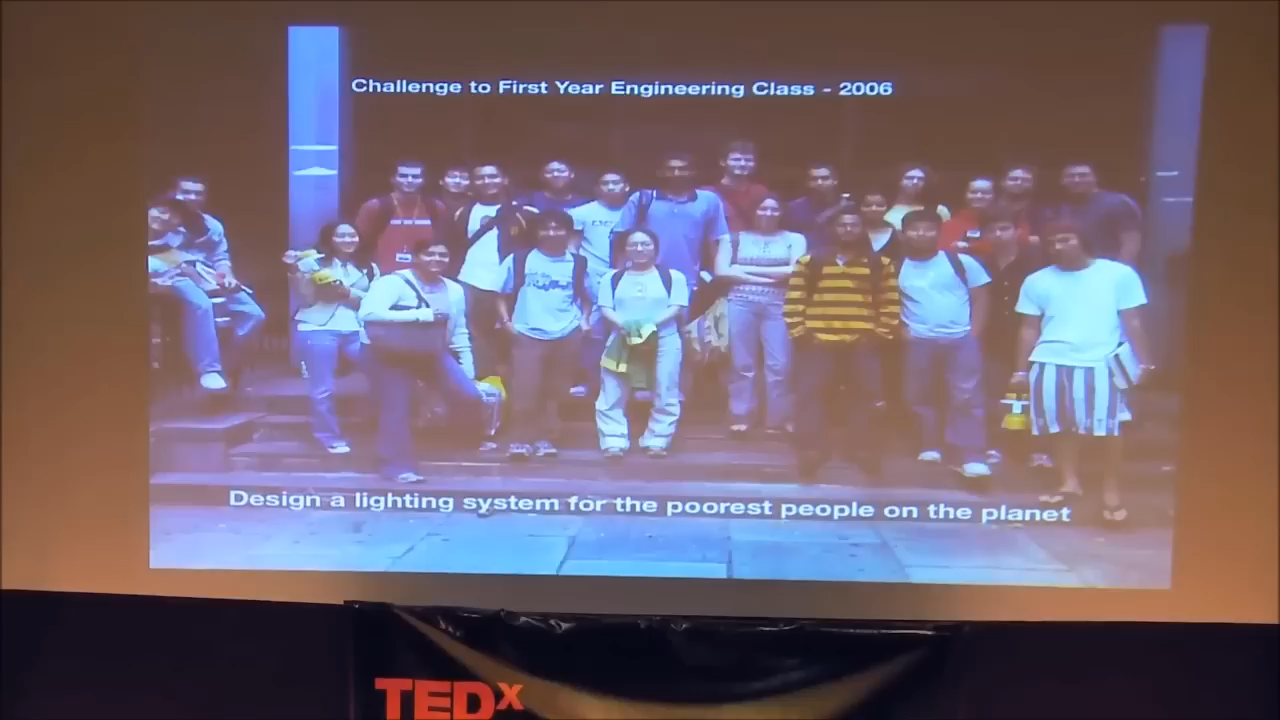 Challenge to First Year Engineering Class - 2006
Design a lighting system for the poorest people on the planet
TEDx